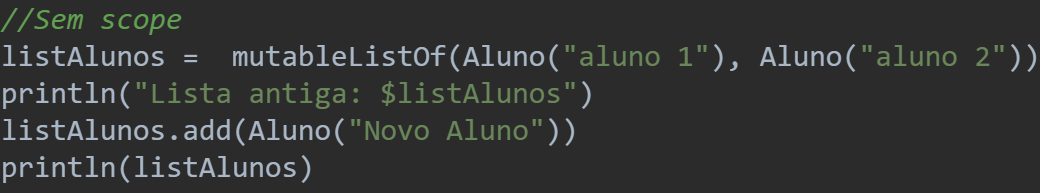 //Sem scope
listAlunos =  mutableListOf(Aluno("aluno 1"), Aluno("aluno 2"))
println("Lista antiga: $listAlunos")
listAlunos.add(Aluno("Novo Aluno"))
println(listAlunos)